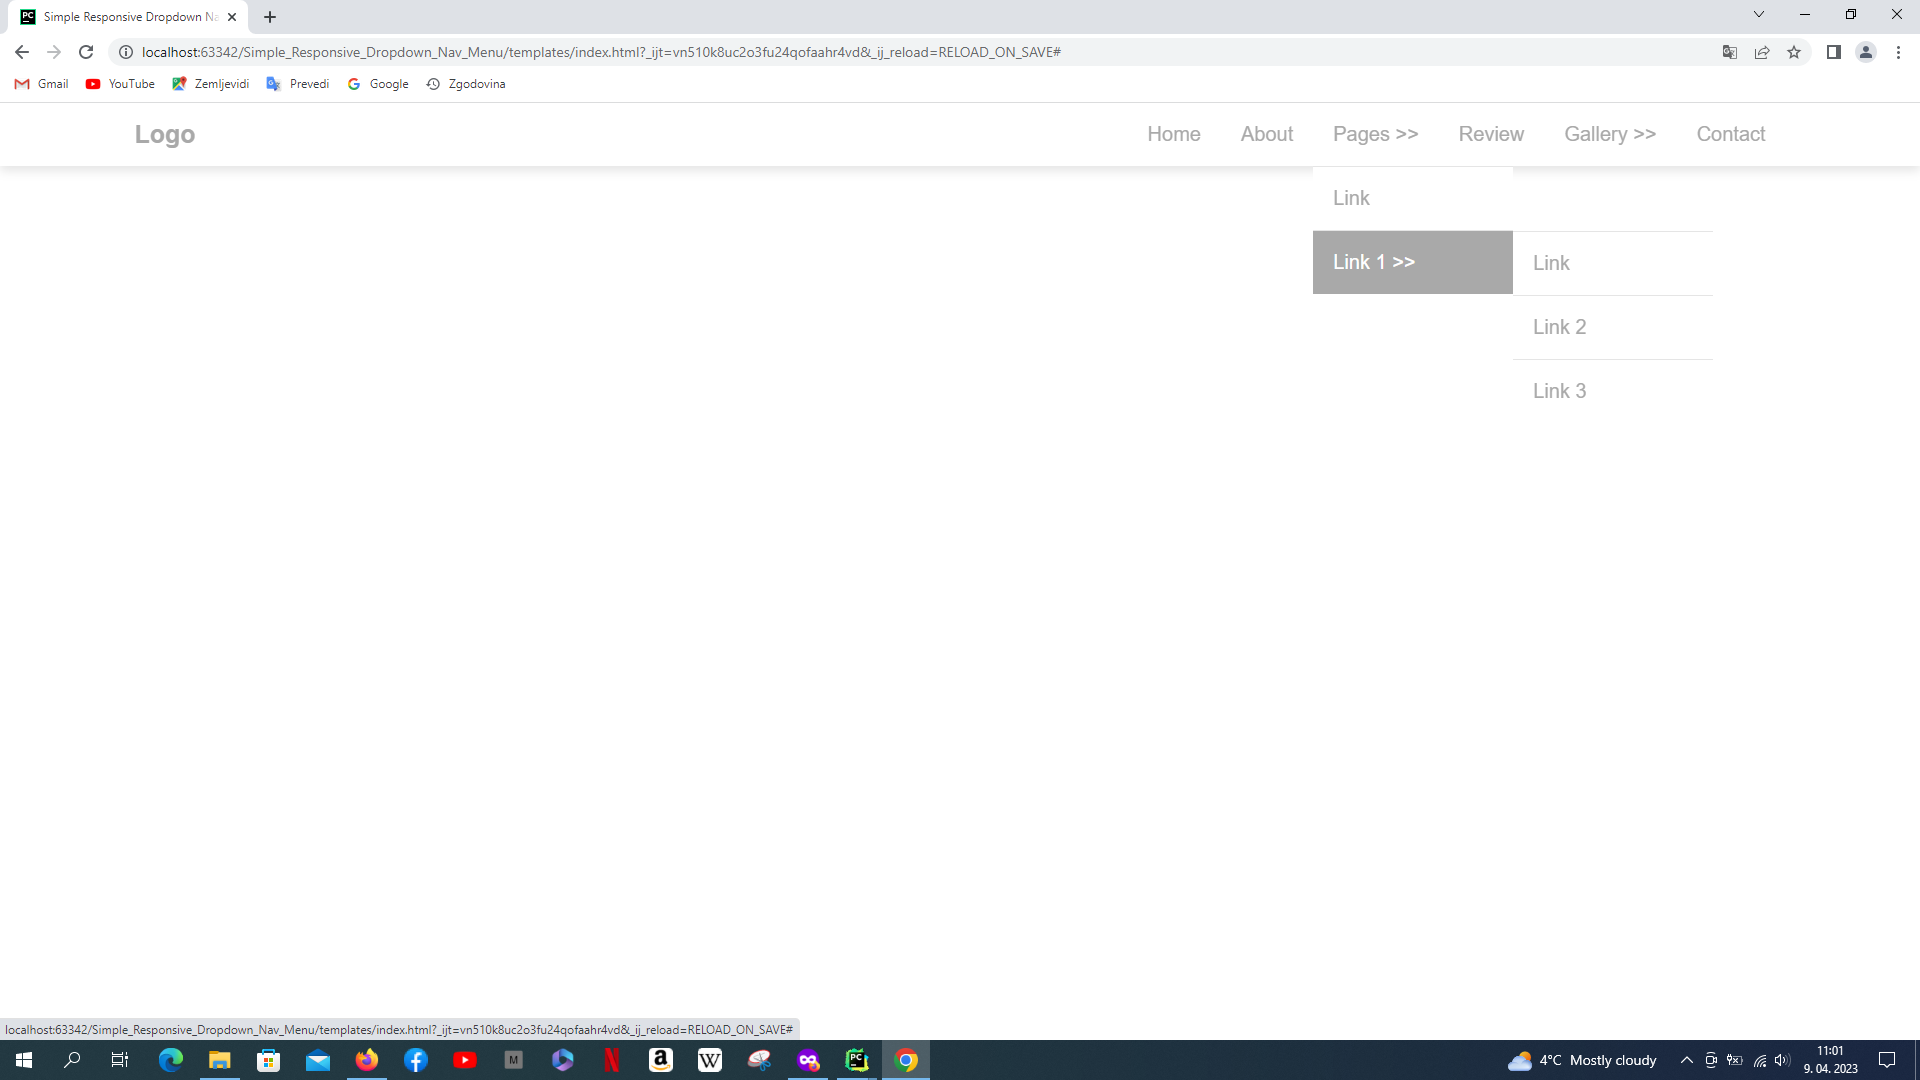 PC Simple Responsive Dropdown Na
localhost:63342/Simple_Responsive_Dropdown_Nav_Menu/templates/index.html?_ijt=vn510k8uc2o3fu24qofaahr4vd&_ij_reload=RELOAD_ON_SAVE#
Gmail YouTube Zemljevidi Prevedi Google Zgodovina
Logo Home About Pages >> Review Gallery >> Contact
Link
Link 1 >> Link
Link 2
Link 3
localhost:63342/Simple_Responsive_Dropdown_Nav_Menu/templates/index.html?_ijt=vn510k8uc2o3fu24qofaahr4vd&_ij_reload=RELOAD_ON_SAVE#
M N a W PC 4°C Mostly cloudy 11:01
9. 04. 2023